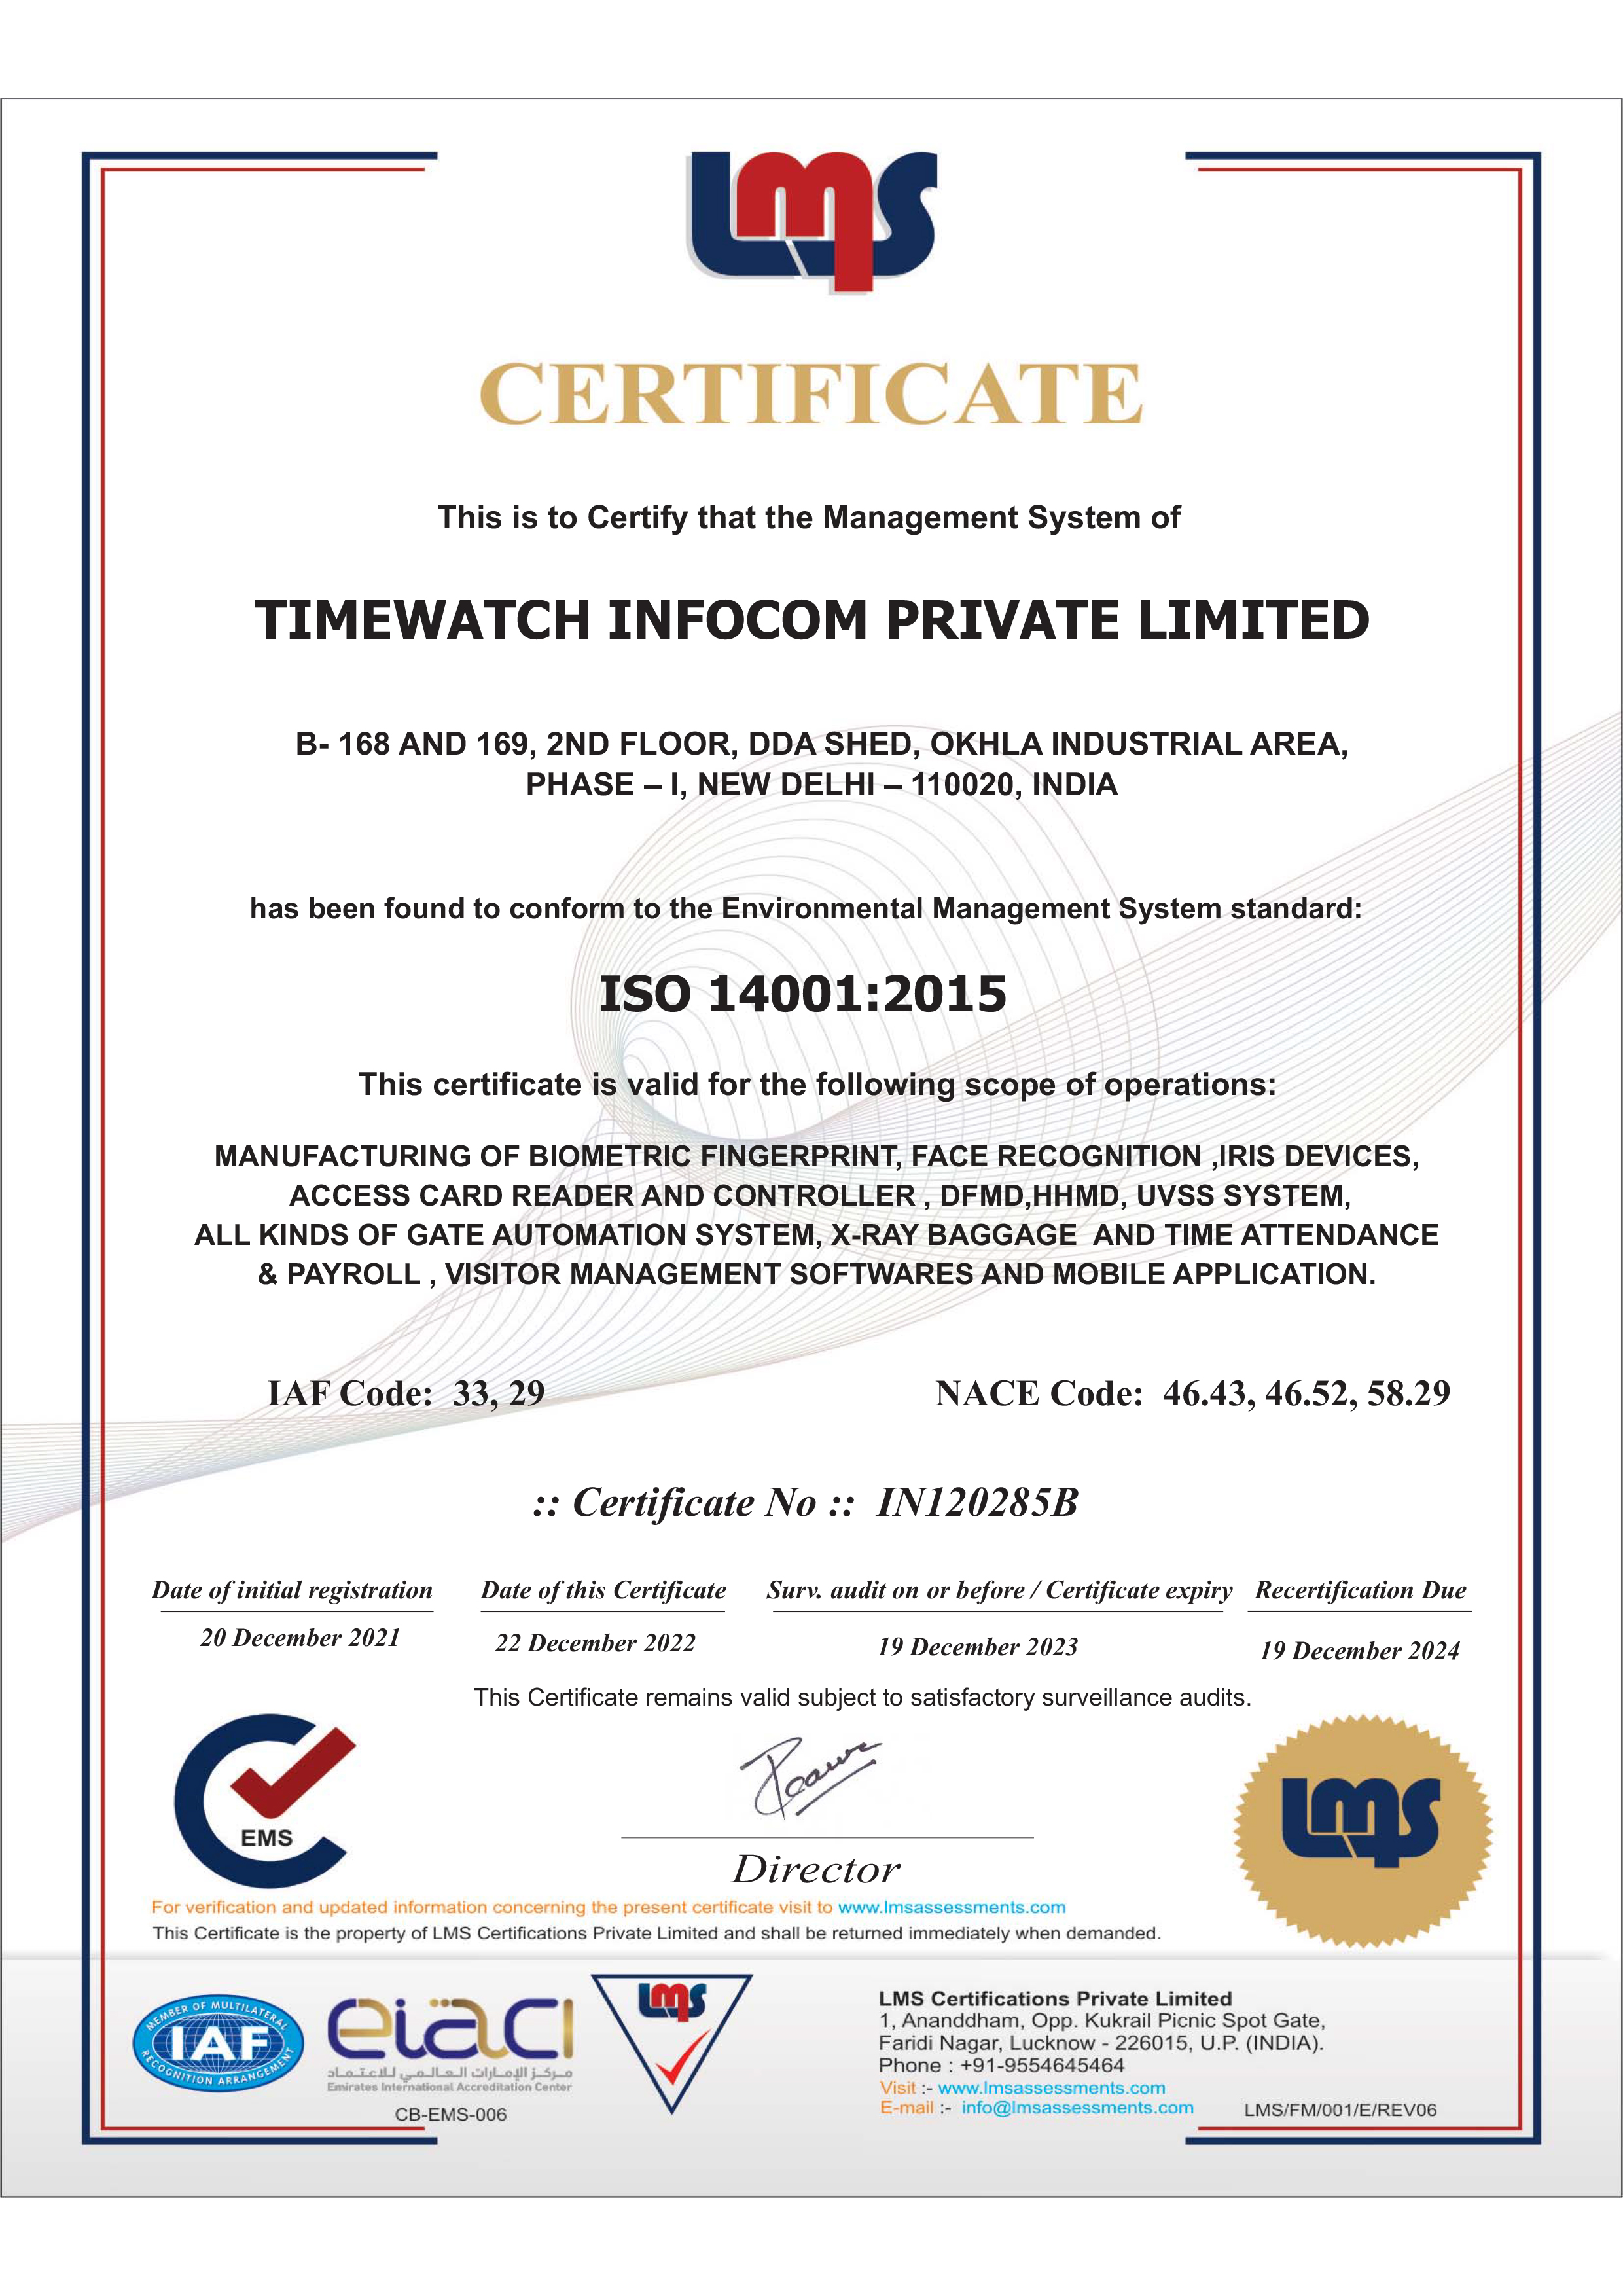 lms
CERTIFICATE
This is to Certify that the Management System of
TIMEWATCH INFOCOM PRIVATE LIMITED
B- 168 AND 169, 2ND FLOOR, DDA SHED, OKHLA INDUSTRIAL AREA,
PHASE – I, NEW DELHI – 110020, INDIA
has been found to conform to the Environmental Management System standard:
ISO 14001:2015
This certificate is valid for the following scope of operations:
MANUFACTURING OF BIOMETRIC FINGERPRINT, FACE RECOGNITION ,IRIS DEVICES,
ACCESS CARD READER AND CONTROLLER , DFMD,HHMD, UVSS SYSTEM,
ALL KINDS OF GATE AUTOMATION SYSTEM, X-RAY BAGGAGE AND TIME ATTENDANCE
& PAYROLL , VISITOR MANAGEMENT SOFTWARES AND MOBILE APPLICATION.
IAF Code: 33, 29 NACE Code: 46.43, 46.52, 58.29
:: Certificate No :: IN120285B
Date of initial registration Date of this Certificate Surv. audit on or before / Certificate expiry Recertification Due
20 December 2021 22 December 2022 19 December 2023 19 December 2024
This Certificate remains valid subject to satisfactory surveillance audits.
EMS
lms
Director
For verification and updated information concerning the present certificate visit to www.lmsassessments.com
This Certificate is the property of LMS Certifications Private Limited and shall be returned immediately when demanded.
MEMBER OF MULTILATERAL
IAF
RECOGNITION ARRANGEMENT
eiac
مركز الإمارات العالمي للاعتماد
Emirates International Accreditation Center
CB-EMS-006
lms
LMS Certifications Private Limited
1, Ananddham, Opp. Kukrail Picnic Spot Gate,
Faridi Nagar, Lucknow - 226015, U.P. (INDIA).
Phone : +91-9554645464
Visit :- www.lmsassessments.com
E-mail :- info@lmsassessments.com
LMS/FM/001/E/REV06